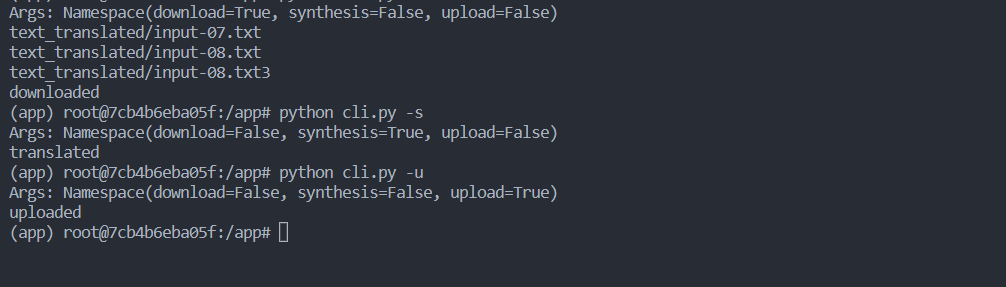 Args: Namespace(download=True, synthesis=False, upload=False)
text_translated/input-07.txt
text_translated/input-08.txt
text_translated/input-08.txt3
downloaded
(app) root@7cb4b6eba05f:/app# python cli.py -s
Args: Namespace(download=False, synthesis=True, upload=False)
translated
(app) root@7cb4b6eba05f:/app# python cli.py -u
Args: Namespace(download=False, synthesis=False, upload=True)
uploaded
(app) root@7cb4b6eba05f:/app#